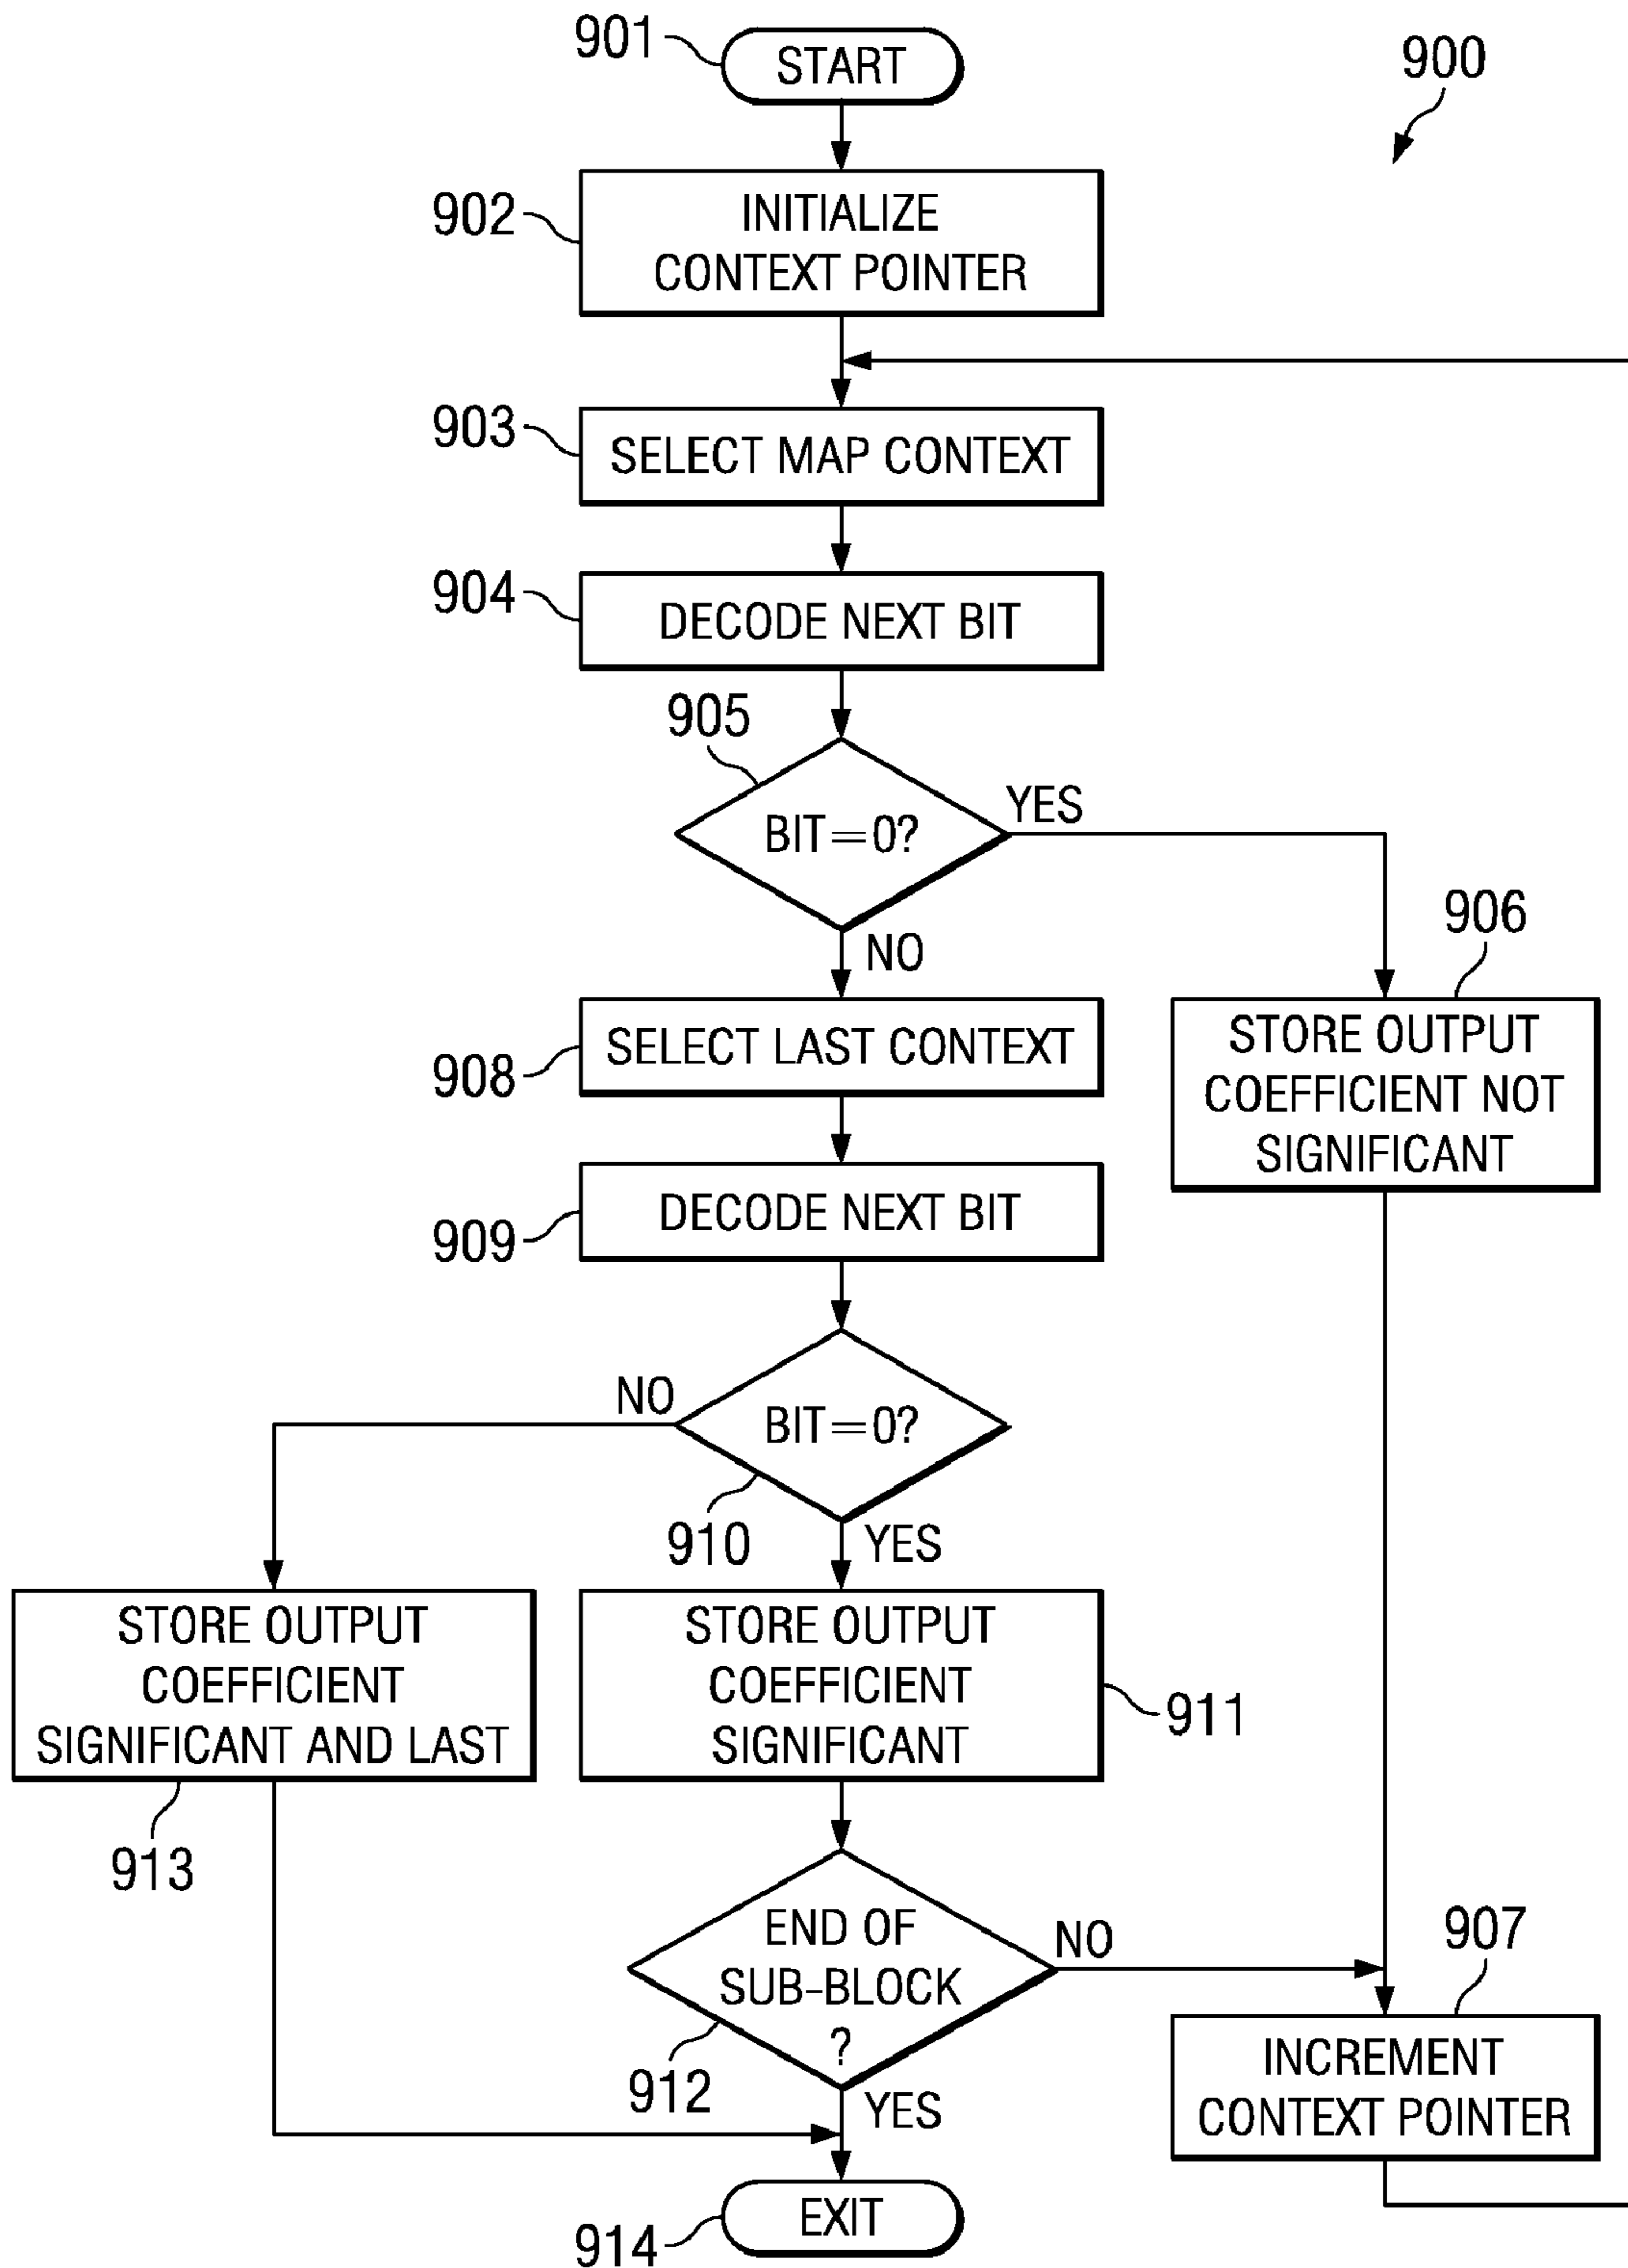 901
START
900
902
INITIALIZE
CONTEXT POINTER
903
SELECT MAP CONTEXT
904
DECODE NEXT BIT
905
BIT=0?
YES
NO
906
STORE OUTPUT
COEFFICIENT NOT
SIGNIFICANT
908
SELECT LAST CONTEXT
909
DECODE NEXT BIT
NO
BIT=0?
910
YES
STORE OUTPUT
COEFFICIENT
SIGNIFICANT AND LAST
913
STORE OUTPUT
COEFFICIENT
SIGNIFICANT
911
END OF
SUB-BLOCK
?
NO
912
YES
907
INCREMENT
CONTEXT POINTER
914
EXIT